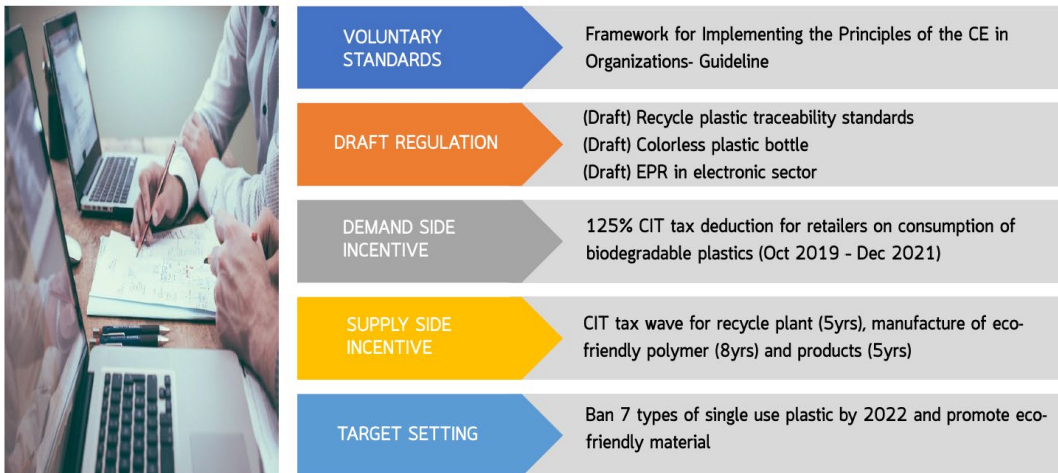 VOLUNTARY
STANDARDS
Framework for Implementing the Principles of the CE in
Organizations- Guideline
DRAFT REGULATION
(Draft) Recycle plastic traceability standards
(Draft) Colorless plastic bottle
(Draft) EPR in electronic sector
DEMAND SIDE
INCENTIVE
125% CIT tax deduction for retailers on consumption of
biodegradable plastics (Oct 2019 - Dec 2021)
SUPPLY SIDE
INCENTIVE
CIT tax wave for recycle plant (5yrs), manufacture of eco-
friendly polymer (8yrs) and products (5yrs)
TARGET SETTING
Ban 7 types of single use plastic by 2022 and promote eco-
friendly material